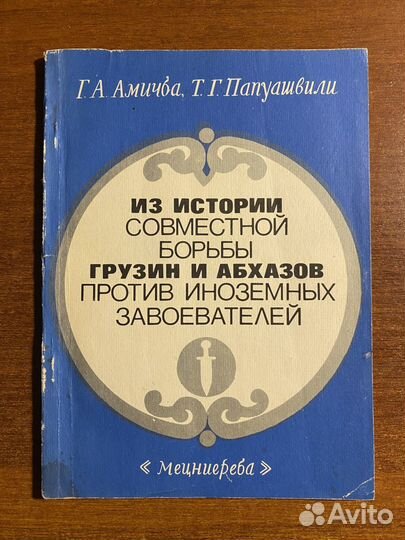 Г. А. Амичба, Т. Г. Папуашвили
ИЗ ИСТОРИИ
СОВМЕСТНОЙ
БОРЬБЫ
ГРУЗИН И АБХАЗОВ
ПРОТИВ ИНОЗЕМНЫХ
ЗАВОЕВАТЕЛЕЙ
« Мецниереба »
Avito